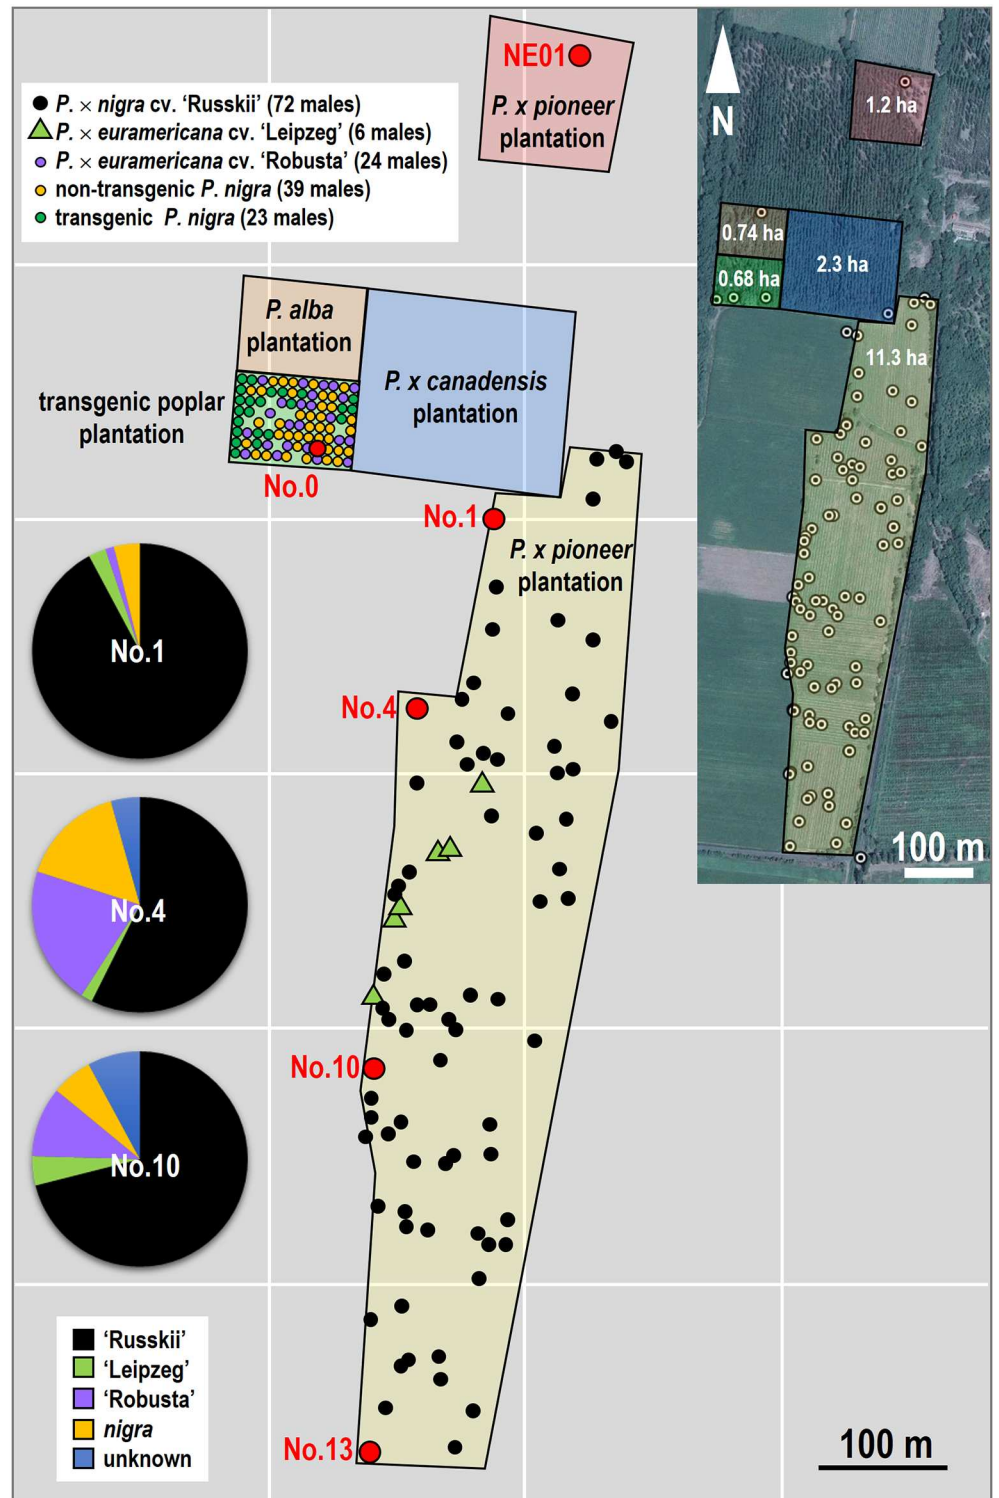 NE01
P. x pioneer
plantation
P. × nigra cv. ‘Russkii’ (72 males)
P. × euramericana cv. ‘Leipzeg’ (6 males)
P. × euramericana cv. ‘Robusta’ (24 males)
non-transgenic P. nigra (39 males)
transgenic P. nigra (23 males)
N
1.2 ha
0.74 ha
2.3 ha
0.68 ha
11.3 ha
100 m
P. alba
plantation
P. x canadensis
plantation
transgenic poplar
plantation
No.0
No.1
P. x pioneer
plantation
No.1
No.4
No.4
No.10
No.10
‘Russkii’
‘Leipzeg’
‘Robusta’
nigra
unknown
No.13
100 m